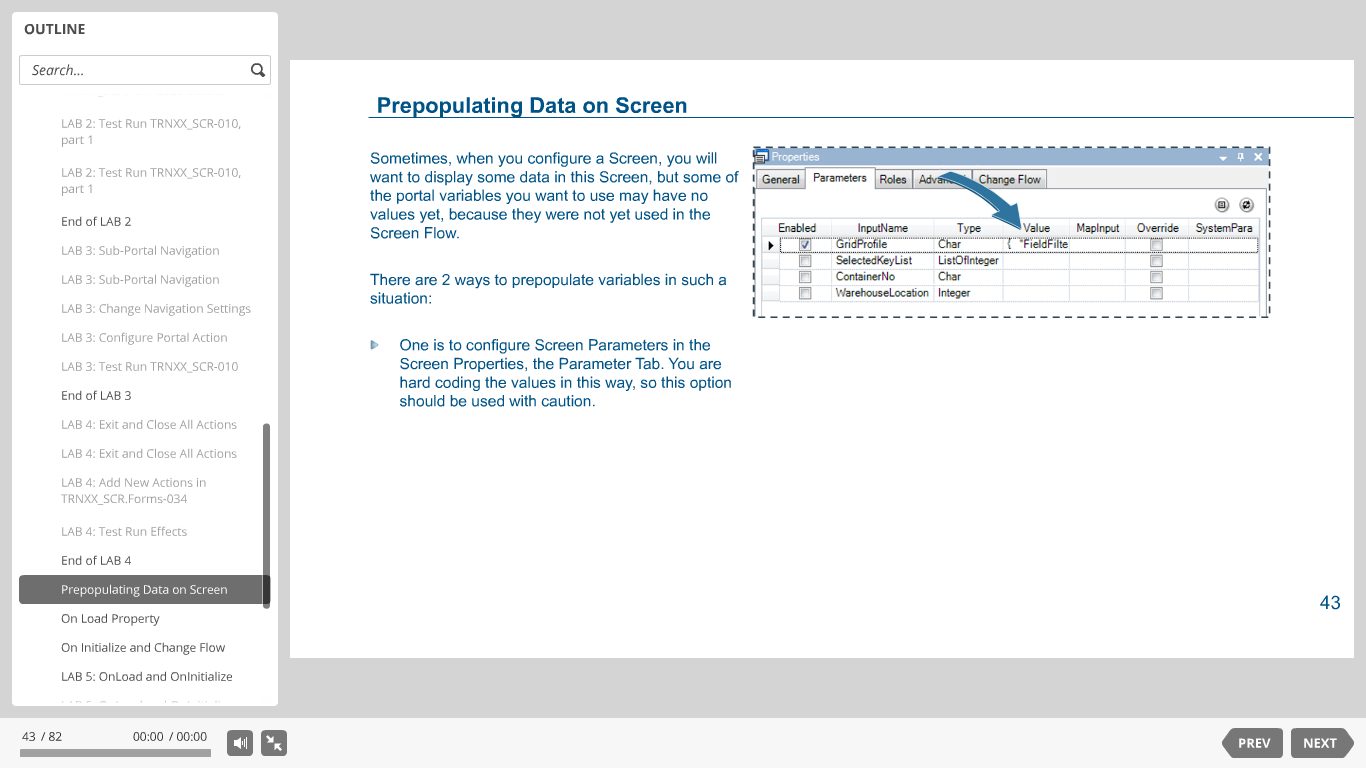 OUTLINE
Search...
LAB 2: Test Run TRNXX_SCR-010,
part 1
LAB 2: Test Run TRNXX_SCR-010,
part 1
End of LAB 2
LAB 3: Sub-Portal Navigation
LAB 3: Sub-Portal Navigation
LAB 3: Change Navigation Settings
LAB 3: Configure Portal Action
LAB 3: Test Run TRNXX_SCR-010
End of LAB 3
LAB 4: Exit and Close All Actions
LAB 4: Exit and Close All Actions
LAB 4: Add New Actions in
TRNXX_SCR.Forms-034
LAB 4: Test Run Effects
End of LAB 4
Prepopulating Data on Screen
On Load Property
On Initialize and Change Flow
LAB 5: OnLoad and OnInitialize
Prepopulating Data on Screen
Sometimes, when you configure a Screen, you will
want to display some data in this Screen, but some of
the portal variables you want to use may have no
values yet, because they were not yet used in the
Screen Flow.
There are 2 ways to prepopulate variables in such a
situation:
One is to configure Screen Parameters in the
Screen Properties, the Parameter Tab. You are
hard coding the values in this way, so this option
should be used with caution.
Properties
General Parameters Roles Change Flow
Enabled InputName Type Value MapInput Override SystemPara
GridProfile Char { "FieldFilte
SelectedKeyList ListOfInteger
ContainerNo Char
WarehouseLocation Integer
43
43 / 82 00:00 / 00:00
PREV NEXT